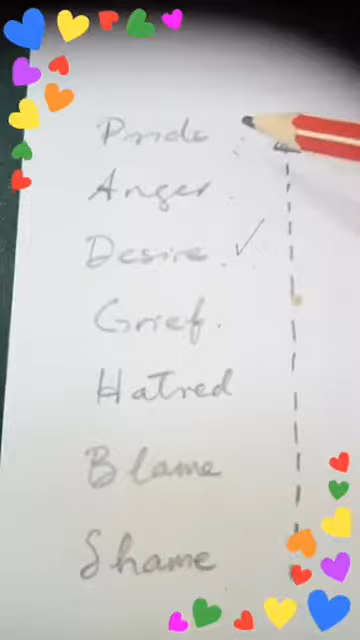 Pride
Anger.
Desire. ✓
Grief.
Hatred
Blame
Shame